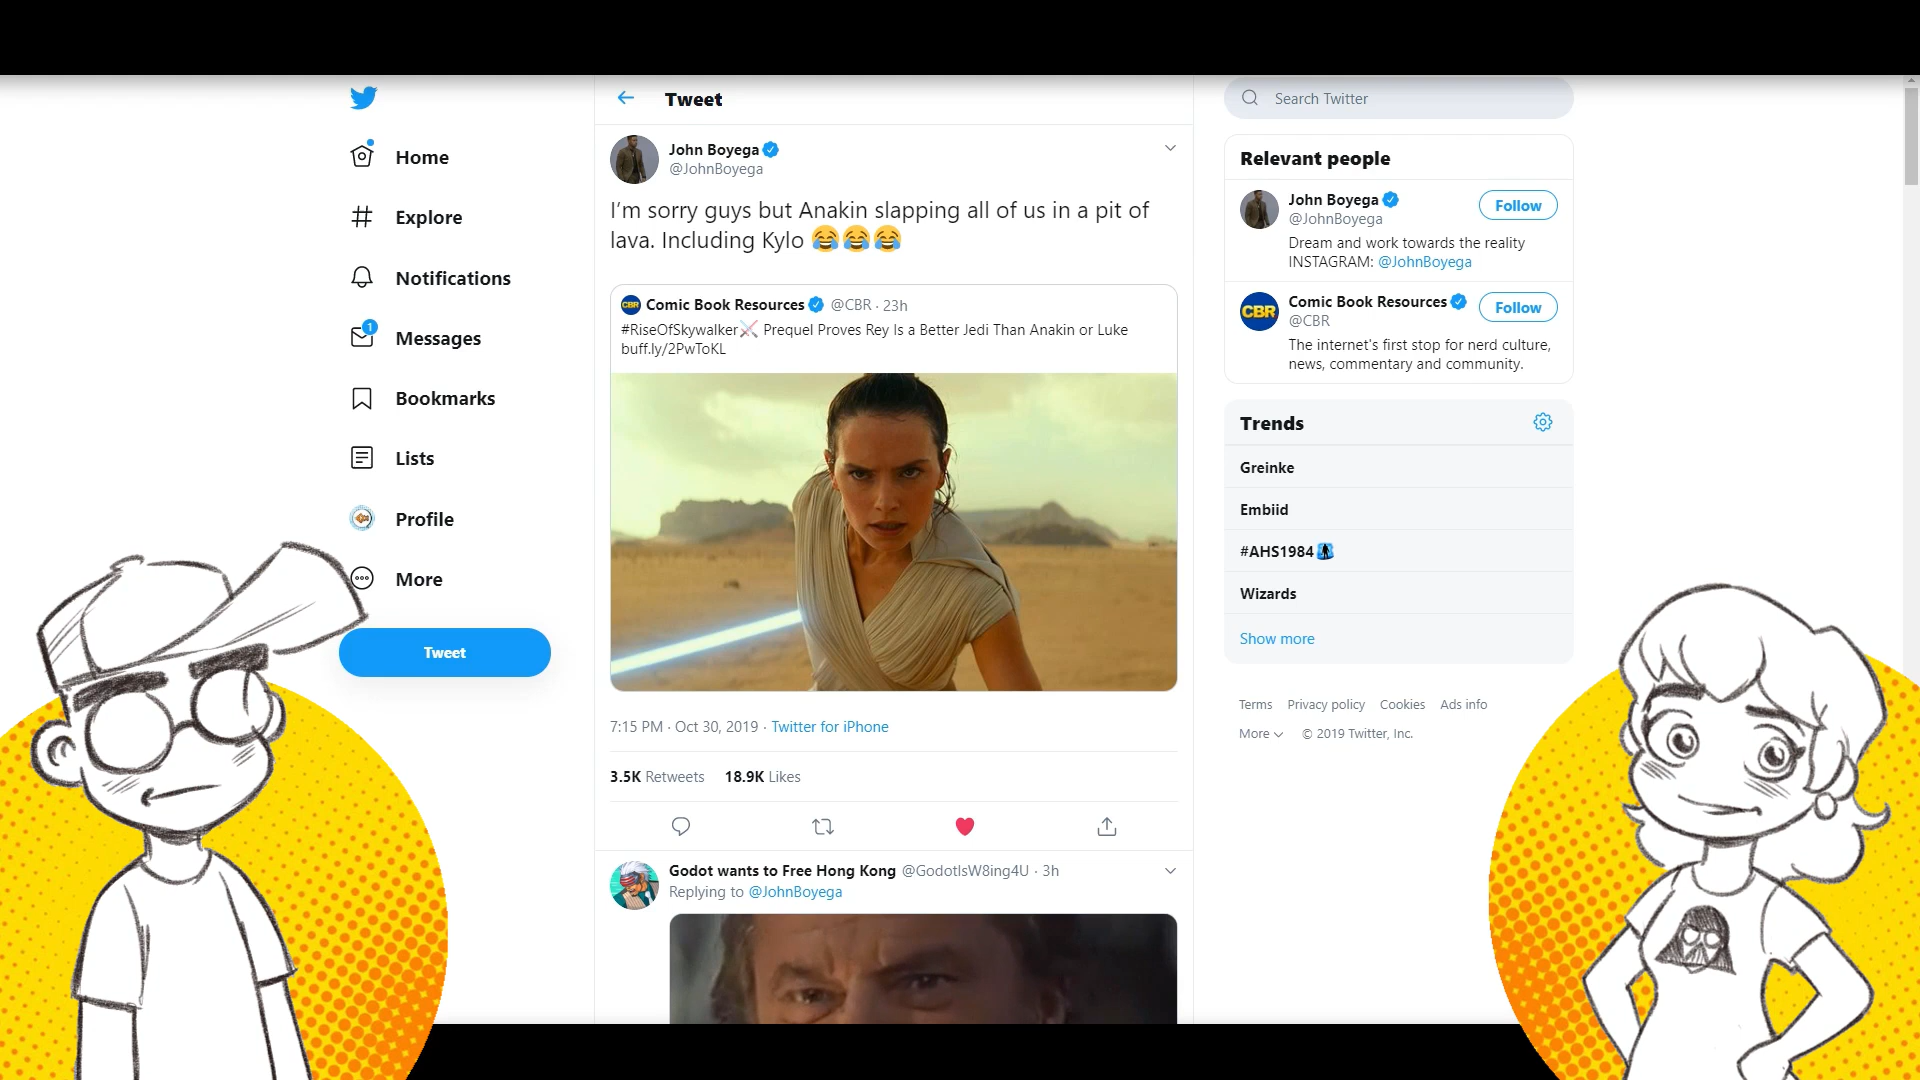 Home
Explore
Notifications
1
Messages
Bookmarks
Lists
Profile
More
Tweet
Tweet
John Boyega
@JohnBoyega
I'm sorry guys but Anakin slapping all of us in a pit of
lava. Including Kylo 😂😂😂
CBR Comic Book Resources @CBR · 23h
#RiseOfSkywalker⚔ Prequel Proves Rey Is a Better Jedi Than Anakin or Luke
buff.ly/2PwToKL
7:15 PM · Oct 30, 2019 · Twitter for iPhone
3.5K Retweets 18.9K Likes
Godot wants to Free Hong Kong @GodotIsW8ing4U · 3h
Replying to @JohnBoyega
Search Twitter
Relevant people
John Boyega
@JohnBoyega
Follow
Dream and work towards the reality
INSTAGRAM: @JohnBoyega
CBR
Comic Book Resources
@CBR
Follow
The internet's first stop for nerd culture,
news, commentary and community.
Trends
Greinke
Embiid
#AHS1984
Wizards
Show more
Terms Privacy policy Cookies Ads info
More © 2019 Twitter, Inc.